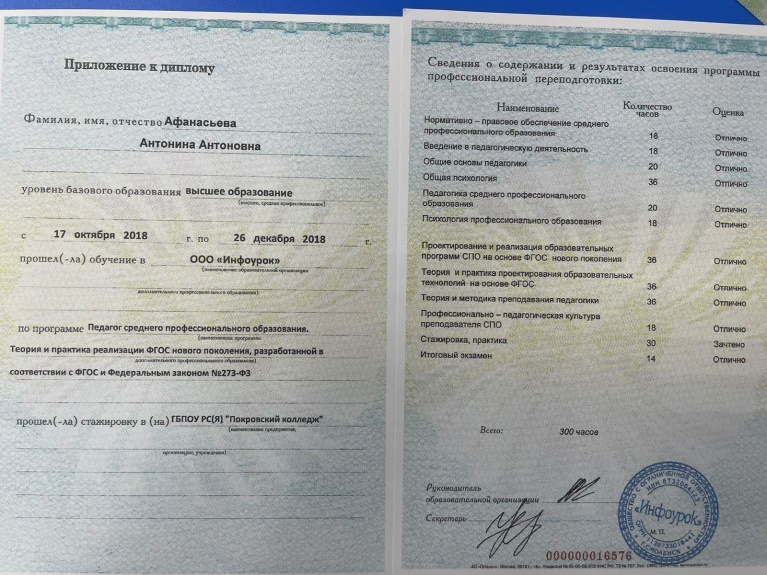 Приложение к диплому
Фамилия, имя, отчество Афанасьева
Антонина Антоновна
уровень базового образования высшее образование
(высшее, среднее профессиональное)
с 17 октября 2018 г. по 26 декабря 2018 г.
прошел(-ла) обучение в ООО «Инфоурок»
(наименование образовательной организации
дополнительного профессионального образования)
по программе Педагог среднего профессионального образования.
(наименование программы
Теория и практика реализации ФГОС нового поколения, разработанной в
дополнительного профессионального образования)
соответствии с ФГОС и Федеральным законом №273-ФЗ
прошел(-ла) стажировку в (на) ГБПОУ РС(Я) "Покровский колледж"
(наименование предприятия,
организации, учреждения)
Сведения о содержании и результатах освоения программы
профессиональной переподготовки:
Наименование Количество часов Оценка
Нормативно – правовое обеспечение среднего
профессионального образования 18 Отлично
Введение в педагогическую деятельность 18 Отлично
Общие основы педагогики 20 Отлично
Общая психология 36 Отлично
Педагогика среднего профессионального
образования 20 Отлично
Психология профессионального образования 18 Отлично
Проектирование и реализация образовательных
программ СПО на основе ФГОС нового поколения 36 Отлично
Теория и практика проектирования образовательных
технологий на основе ФГОС 36 Отлично
Теория и методика преподавания педагогики 36 Отлично
Профессионально – педагогическая культура
преподавателя СПО 18 Отлично
Стажировка, практика 30 Зачтено
Итоговый экзамен 14 Отлично
Всего: 300 часов
Руководитель
образовательной организации
Секретарь
«Инфоурок»
М.П.
г. СМОЛЕНСК
000000016576